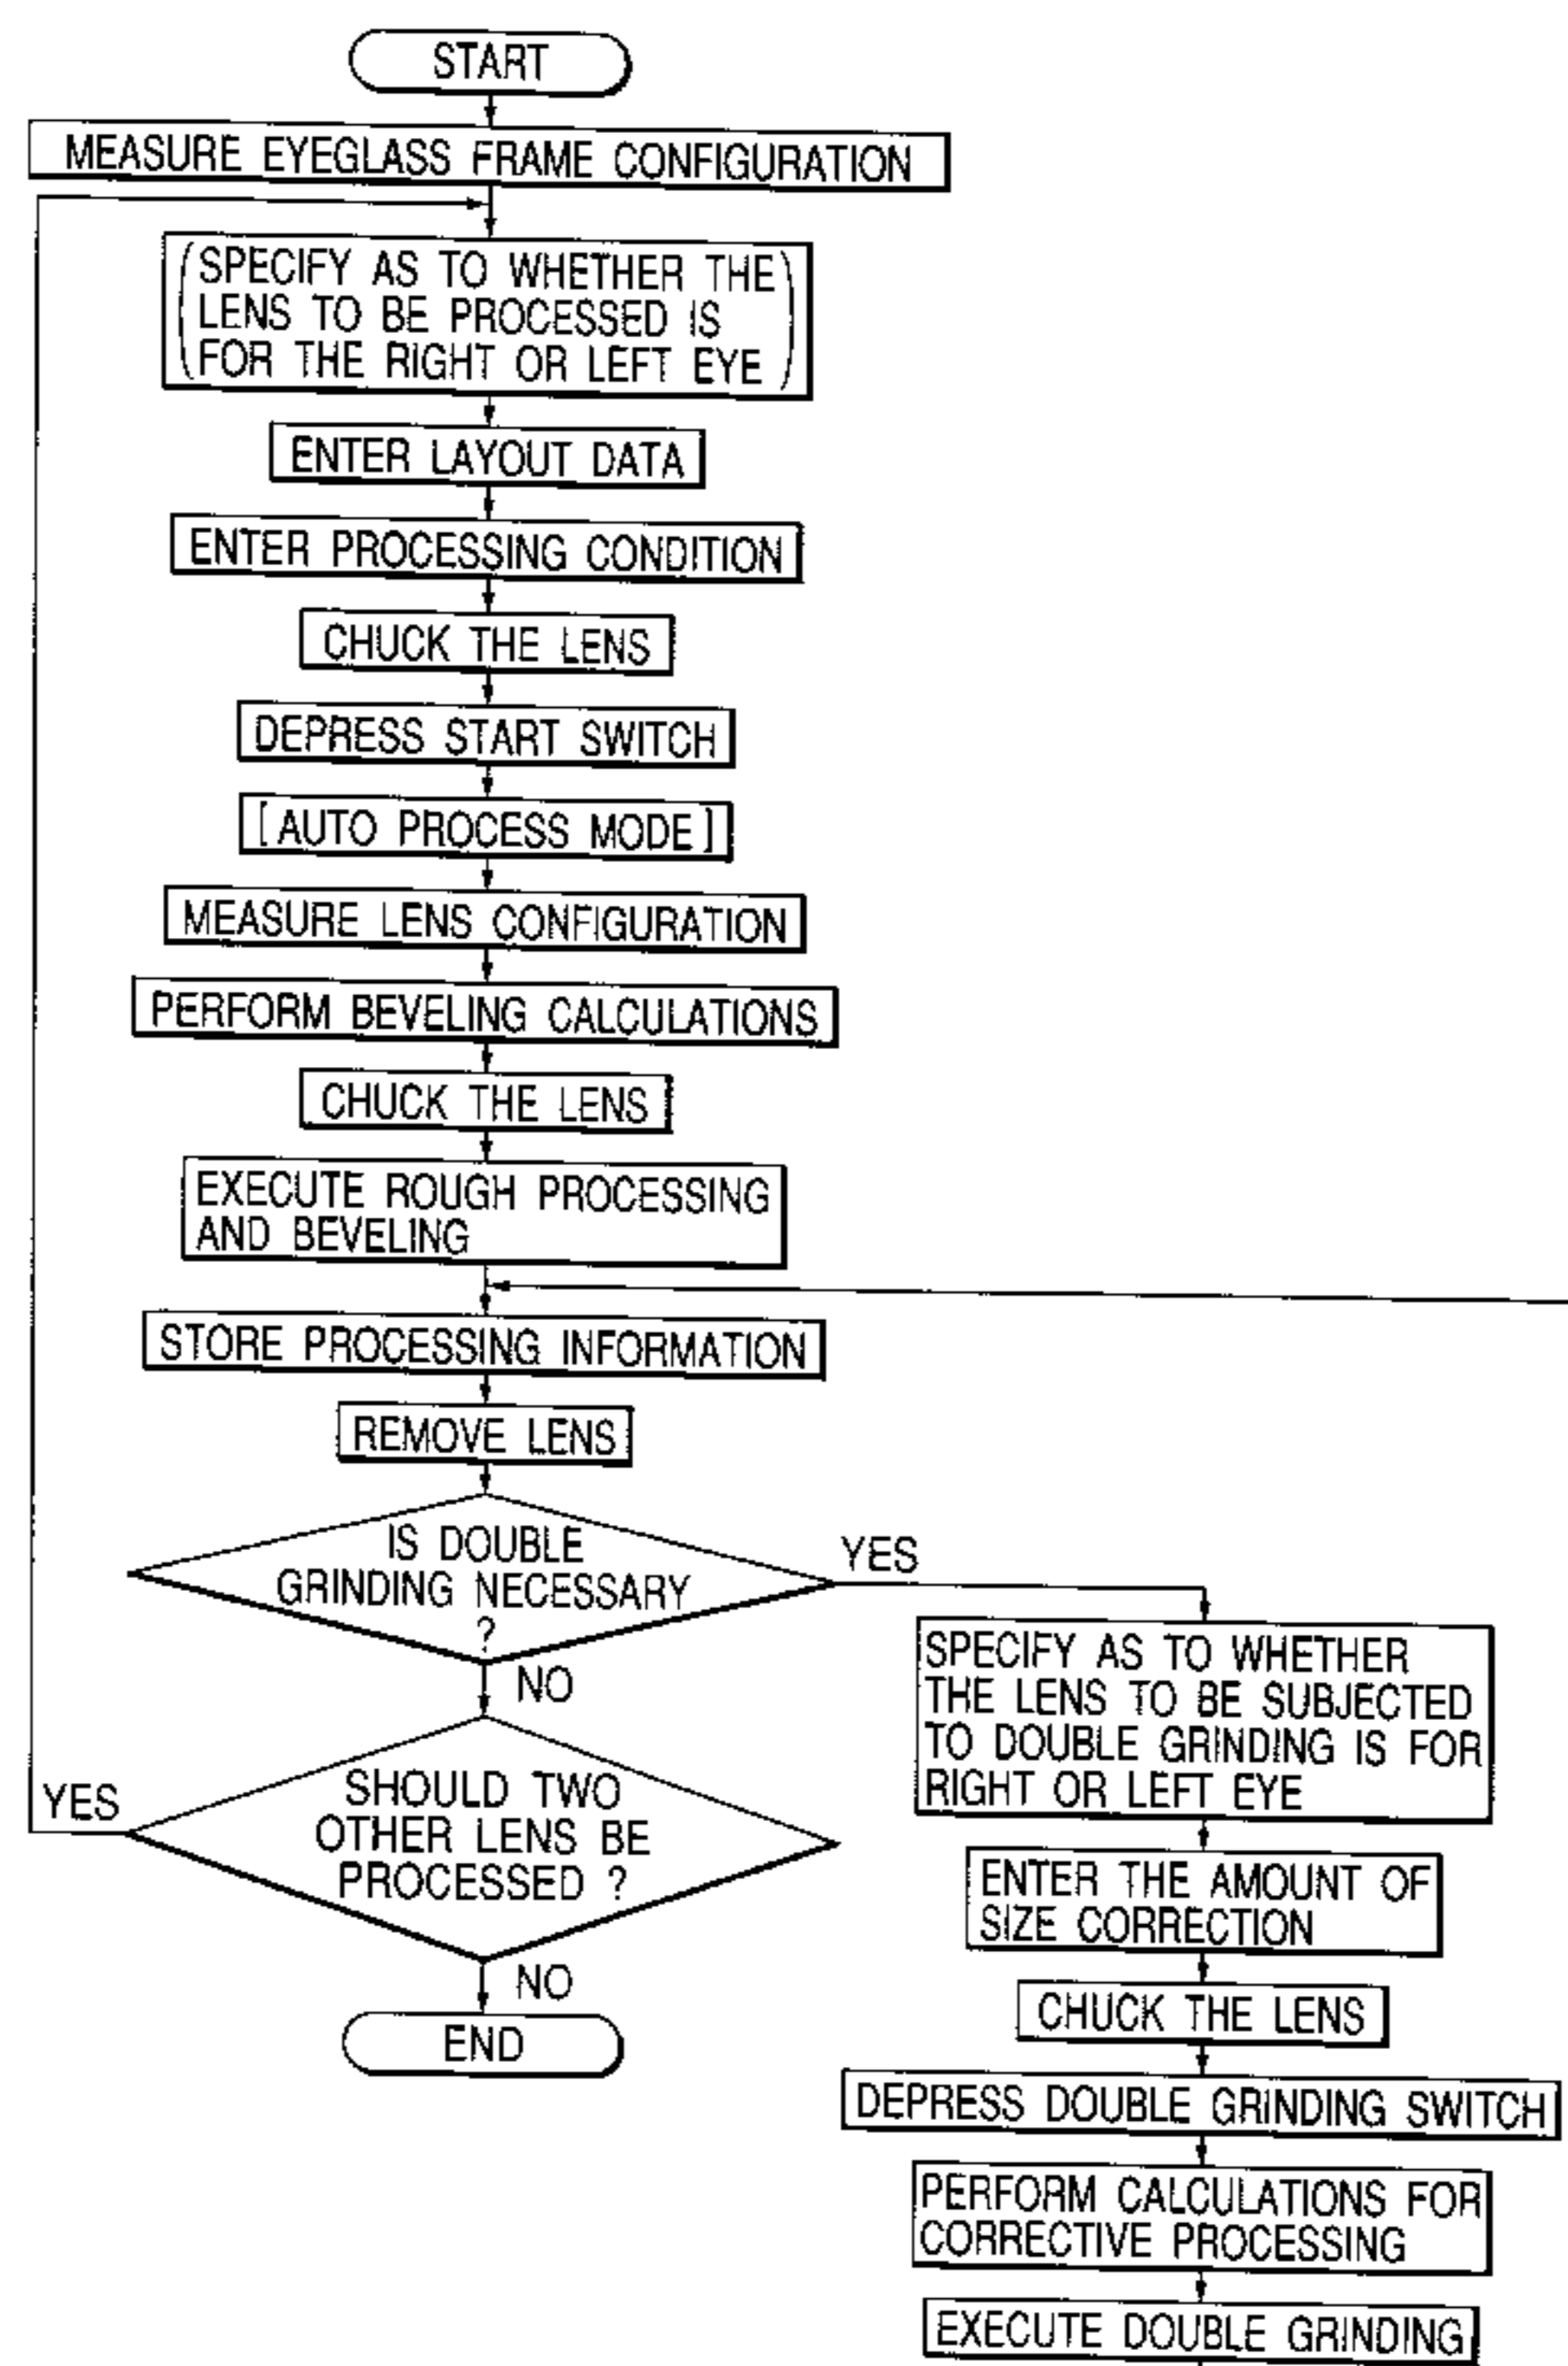 START
MEASURE EYEGLASS FRAME CONFIGURATION
(SPECIFY AS TO WHETHER THE
LENS TO BE PROCESSED IS
FOR THE RIGHT OR LEFT EYE)
ENTER LAYOUT DATA
ENTER PROCESSING CONDITION
CHUCK THE LENS
DEPRESS START SWITCH
[AUTO PROCESS MODE]
MEASURE LENS CONFIGURATION
PERFORM BEVELING CALCULATIONS
CHUCK THE LENS
EXECUTE ROUGH PROCESSING
AND BEVELING
STORE PROCESSING INFORMATION
REMOVE LENS
IS DOUBLE
GRINDING NECESSARY
?
YES
NO
SHOULD TWO
OTHER LENS BE
PROCESSED ?
YES
NO
END
SPECIFY AS TO WHETHER
THE LENS TO BE SUBJECTED
TO DOUBLE GRINDING IS FOR
RIGHT OR LEFT EYE
ENTER THE AMOUNT OF
SIZE CORRECTION
CHUCK THE LENS
DEPRESS DOUBLE GRINDING SWITCH
PERFORM CALCULATIONS FOR
CORRECTIVE PROCESSING
EXECUTE DOUBLE GRINDING